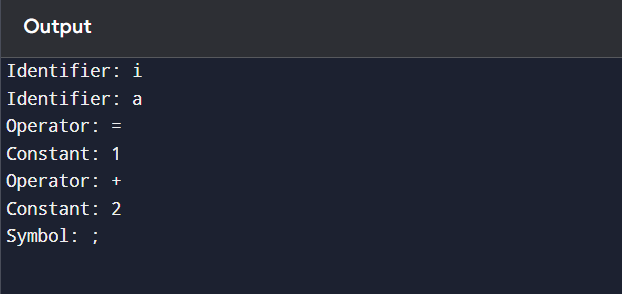 Output
Identifier: i
Identifier: a
Operator: =
Constant: 1
Operator: +
Constant: 2
Symbol: ;